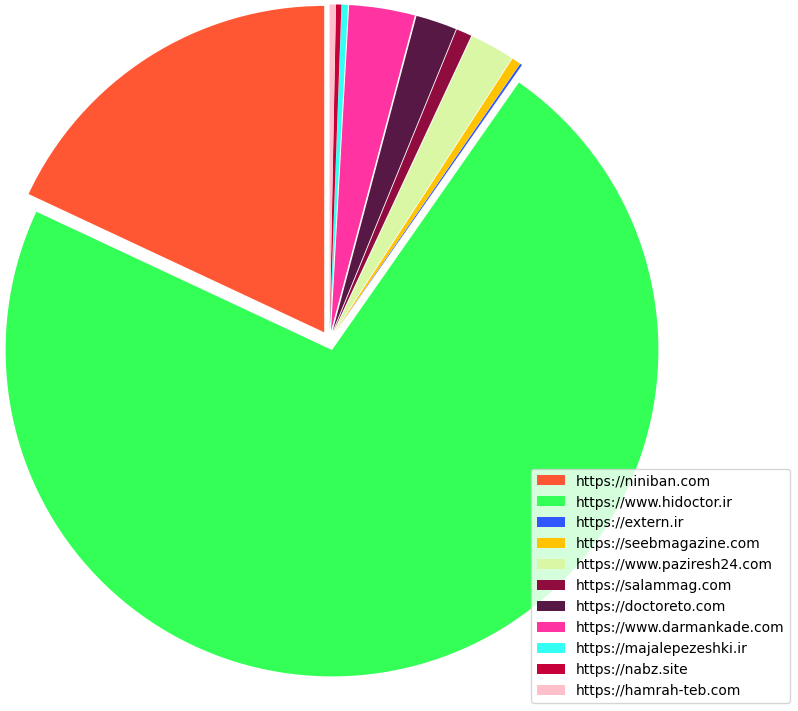 https://niniban.com
https://www.hidoctor.ir
https://extern.ir
https://seebmagazine.com
https://www.paziresh24.com
https://salammag.com
https://doctoreto.com
https://www.darmankade.com
https://majalepezeshki.ir
https://nabz.site
https://hamrah-teb.com